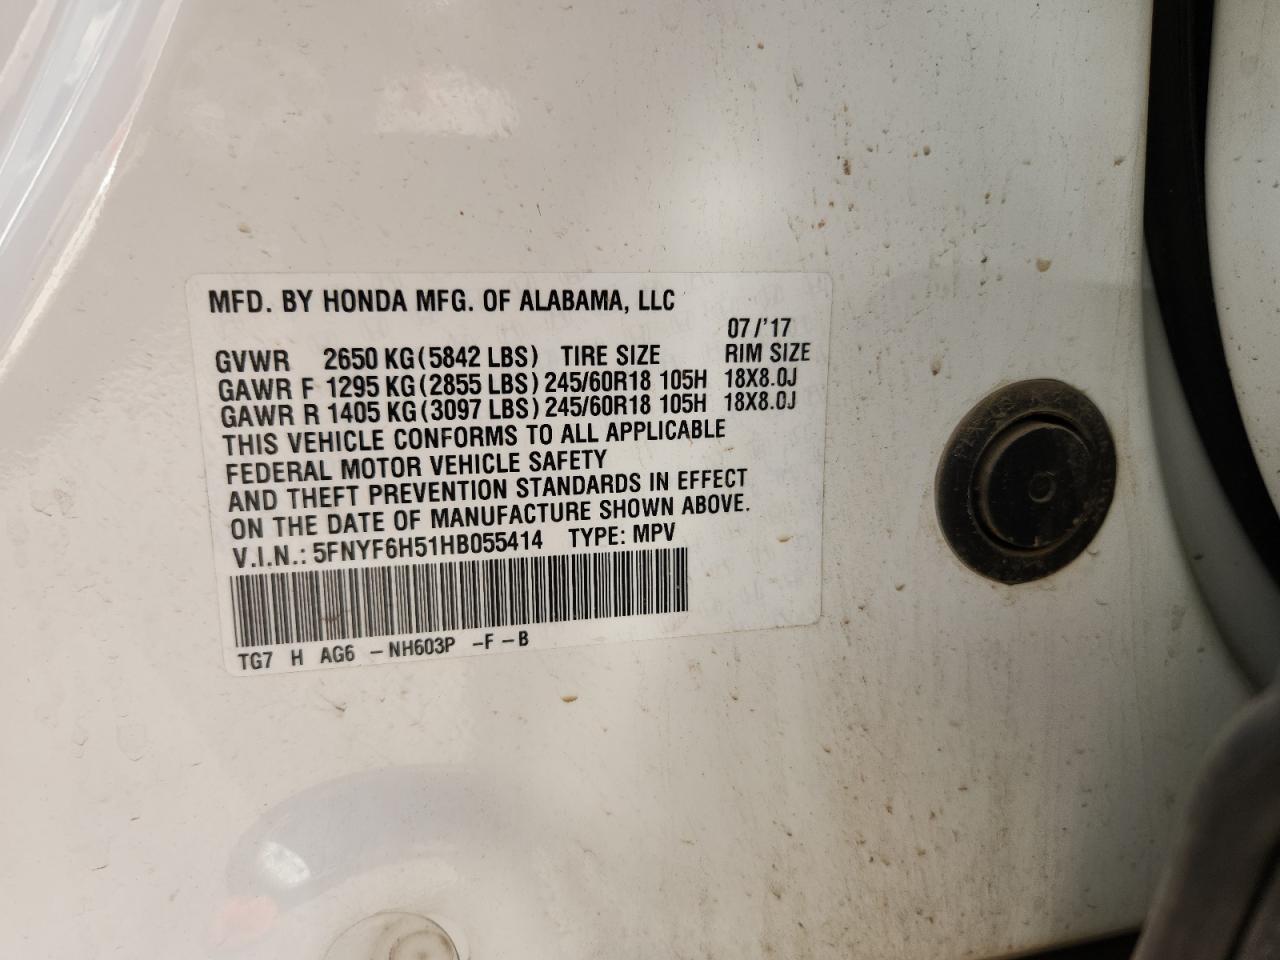 MFD. BY HONDA MFG. OF ALABAMA, LLC
07/'17
GVWR 2650 KG(5842 LBS) TIRE SIZE RIM SIZE
GAWR F 1295 KG(2855 LBS) 245/60R18 105H 18X8.0J
GAWR R 1405 KG(3097 LBS) 245/60R18 105H 18X8.0J
THIS VEHICLE CONFORMS TO ALL APPLICABLE
FEDERAL MOTOR VEHICLE SAFETY
AND THEFT PREVENTION STANDARDS IN EFFECT
ON THE DATE OF MANUFACTURE SHOWN ABOVE.
V.I.N.: 5FNYF6H51HB055414 TYPE: MPV
TG7 H AG6 -NH603P -F-B